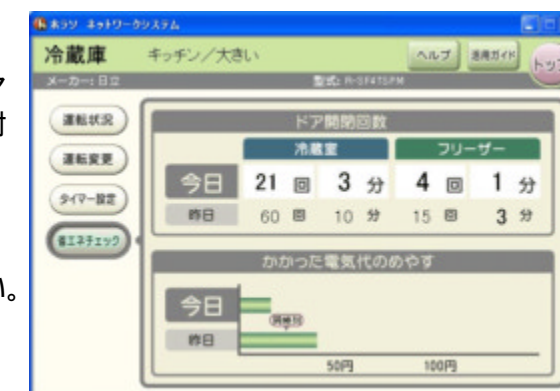 ホラソ ネットワークシステム
冷蔵庫 キッチン／大きい ヘルプ 活用ガイド トップ
メーカー：日立 型式：R-SF47SPM
運転状況
運転変更
タイマー設定
省エネチェック
ドア開閉回数
冷蔵室 フリーザー
今日 21 回 3 分 4 回 1 分
昨日 60 回 10 分 15 回 3 分
かかった電気代のめやす
今日
昨日
50円 100円
い。